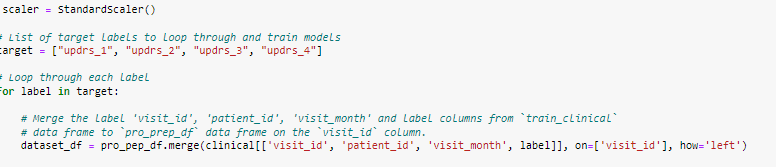 scaler = StandardScaler()
# List of target labels to loop through and train models
target = ["updrs_1", "updrs_2", "updrs_3", "updrs_4"]
# Loop through each label
for label in target:
# Merge the label 'visit_id', 'patient_id', 'visit_month' and label columns from `train_clinical`
# data frame to `pro_prep_df` data frame on the `visit_id` column.
dataset_df = pro_pep_df.merge(clinical[['visit_id', 'patient_id', 'visit_month', label]], on=['visit_id'], how='left')